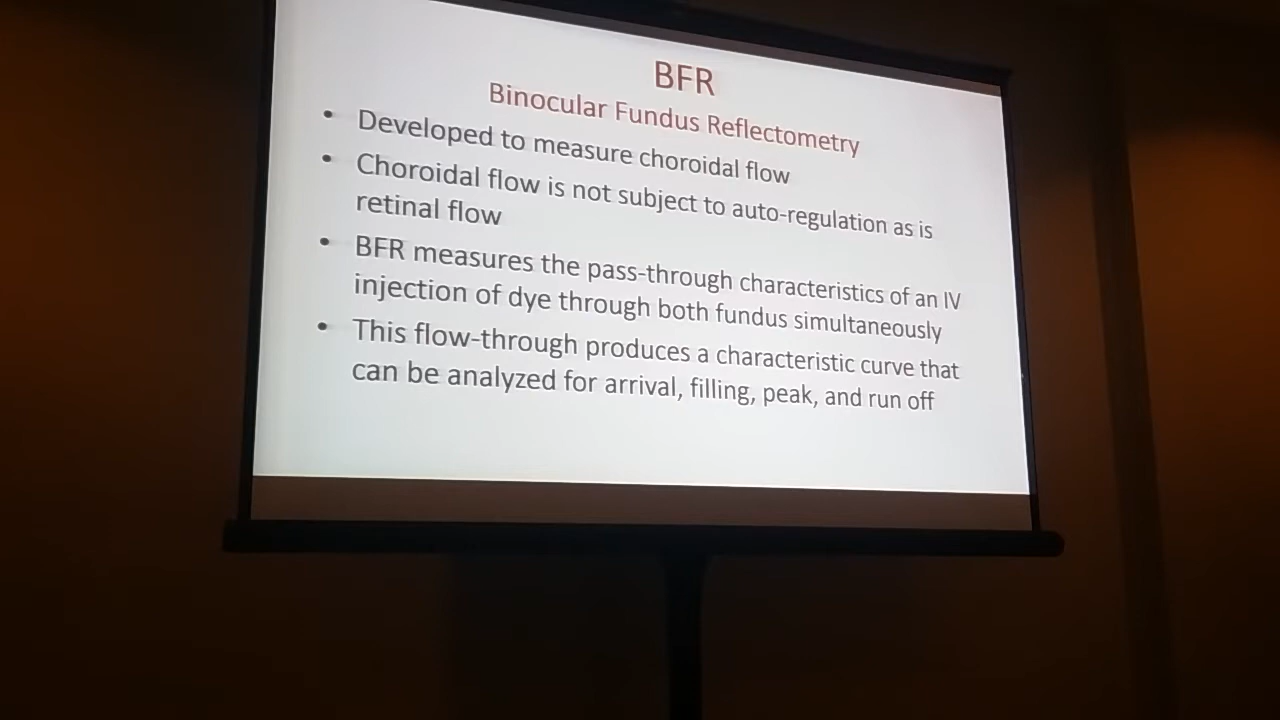 BFR
Binocular Fundus Reflectometry
• Developed to measure choroidal flow
• Choroidal flow is not subject to auto-regulation as is
retinal flow
• BFR measures the pass-through characteristics of an IV
injection of dye through both fundus simultaneously
• This flow-through produces a characteristic curve that
can be analyzed for arrival, filling, peak, and run off